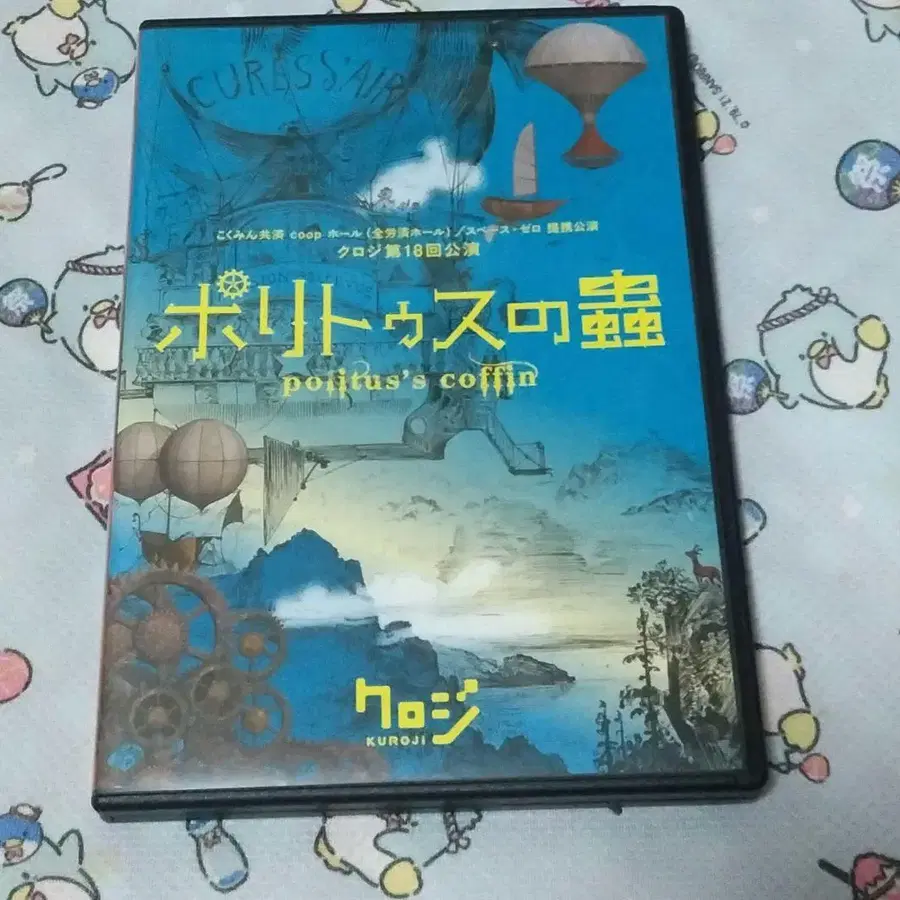 CURESS'AIR
こくみん共済 coop ホール(全労済ホール)/スペース・ゼロ 提携公演
クロジ第18回公演
ポリトゥスの蟲
politus's coffin
クロジ
KUROJI